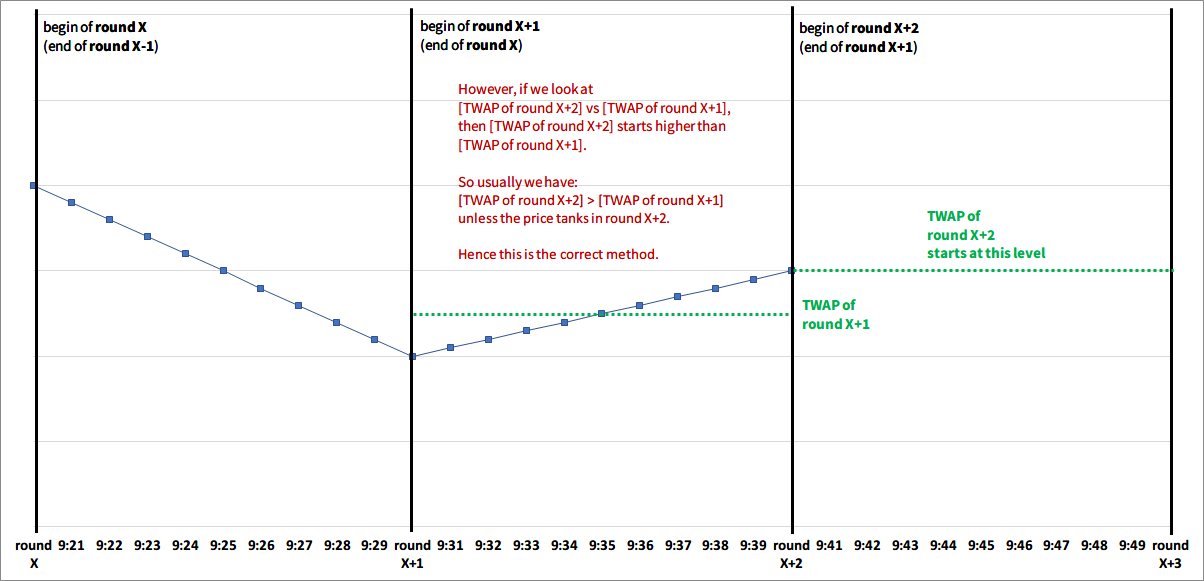 begin of round X
(end of round X-1)
begin of round X+1
(end of round X)
begin of round X+2
(end of round X+1)
However, if we look at
[TWAP of round X+2] vs [TWAP of round X+1],
then [TWAP of round X+2] starts higher than
[TWAP of round X+1].
So usually we have:
[TWAP of round X+2] > [TWAP of round X+1]
unless the price tanks in round X+2.
Hence this is the correct method.
TWAP of
round X+2
starts at this level
TWAP of
round X+1
round 9:21 9:22 9:23 9:24 9:25 9:26 9:27 9:28 9:29 round 9:31 9:32 9:33 9:34 9:35 9:36 9:37 9:38 9:39 round 9:41 9:42 9:43 9:44 9:45 9:46 9:47 9:48 9:49 round
X X+1 X+2 X+3